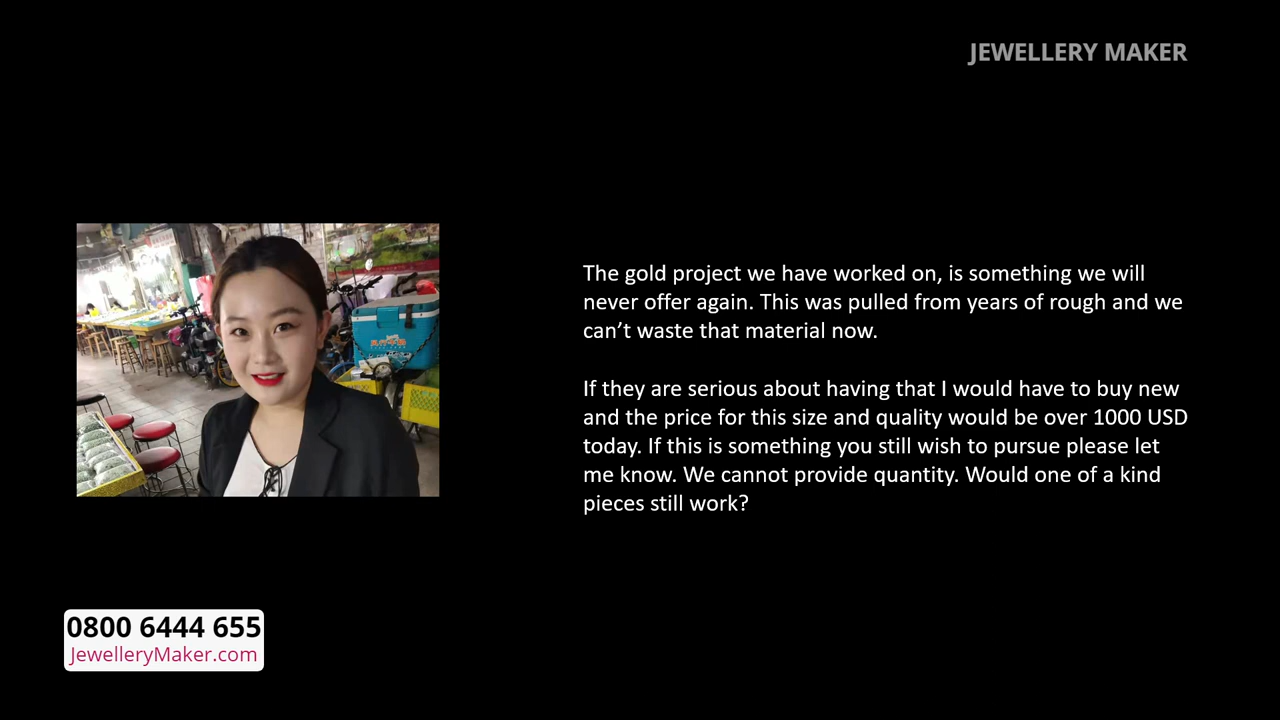 JEWELLERY MAKER
The gold project we have worked on, is something we will
never offer again. This was pulled from years of rough and we
can’t waste that material now.
If they are serious about having that I would have to buy new
and the price for this size and quality would be over 1000 USD
today. If this is something you still wish to pursue please let
me know. We cannot provide quantity. Would one of a kind
pieces still work?
0800 6444 655
JewelleryMaker.com